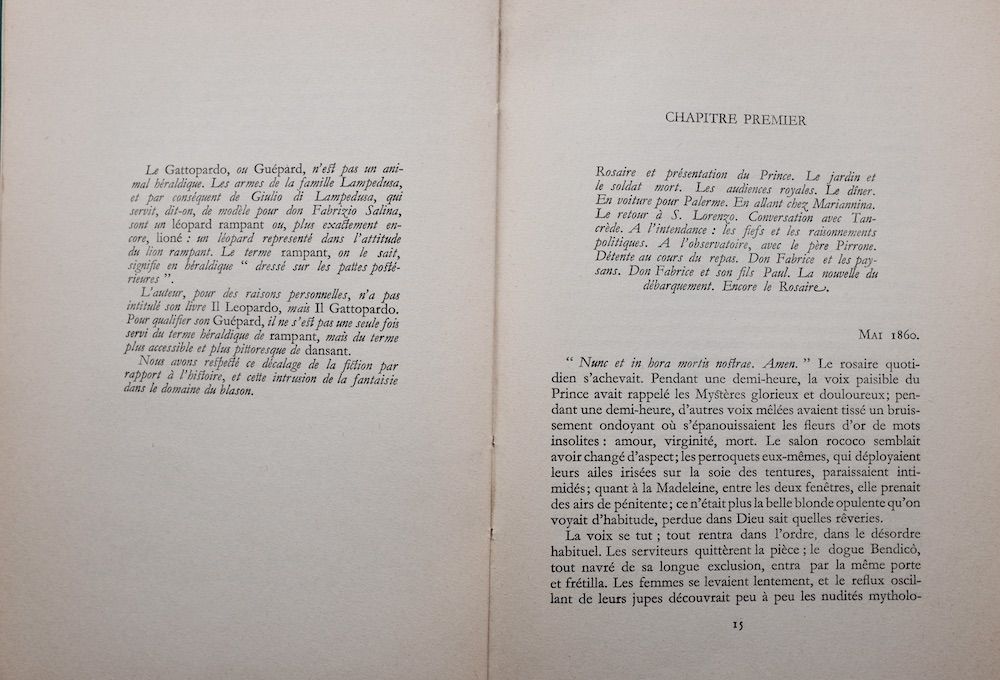 Le Gattopardo, ou Guépard, n'est pas un ani-
mal héraldique. Les armes de la famille Lampedusa,
et par conséquent de Giulio di Lampedusa, qui
servit, dit-on, de modèle pour don Fabrizio Salina,
sont un léopard rampant ou, plus exactement en-
core, lioné : un léopard représenté dans l'attitude
du lion rampant. Le terme rampant, on le sait,
signifie en héraldique “ dressé sur les pattes posté-
rieures ”.
L'auteur, pour des raisons personnelles, n'a pas
intitulé son livre Il Leopardo, mais Il Gattopardo.
Pour qualifier son Guépard, il ne s'est pas une seule fois
servi du terme héraldique de rampant, mais du terme
plus accessible et plus pittoresque de dansant.
Nous avons respecté ce décalage de la fiction par
rapport à l'histoire, et cette intrusion de la fantaisie
dans le domaine du blason.
CHAPITRE PREMIER
Rosaire et présentation du Prince. Le jardin et
le soldat mort. Les audiences royales. Le dîner.
En voiture pour Palerme. En allant chez Mariannina.
Le retour à S. Lorenzo. Conversation avec Tan-
crède. A l'intendance : les fiefs et les raisonnements
politiques. A l'observatoire, avec le père Pirrone.
Détente au cours du repas. Don Fabrice et les pay-
sans. Don Fabrice et son fils Paul. La nouvelle du
débarquement. Encore le Rosaire.
MAI 1860.
“ Nunc et in hora mortis nostrae. Amen. ” Le rosaire quoti-
dien s'achevait. Pendant une demi-heure, la voix paisible du
Prince avait rappelé les Mystères glorieux et douloureux; pen-
dant une demi-heure, d'autres voix mêlées avaient tissé un bruis-
sement ondoyant où s'épanouissaient les fleurs d'or de mots
insolites : amour, virginité, mort. Le salon rococo semblait
avoir changé d'aspect; les perroquets eux-mêmes, qui déployaient
leurs ailes irisées sur la soie des tentures, paraissaient inti-
midés; quant à la Madeleine, entre les deux fenêtres, elle prenait
des airs de pénitente; ce n'était plus la belle blonde opulente qu'on
voyait d'habitude, perdue dans Dieu sait quelles rêveries.
La voix se tut ; tout rentra dans l'ordre, dans le désordre
habituel. Les serviteurs quittèrent la pièce ; le dogue Bendicò,
tout navré de sa longue exclusion, entra par la même porte
et frétilla. Les femmes se levaient lentement, et le reflux oscil-
lant de leurs jupes découvrait peu à peu les nudités mytholo-
15